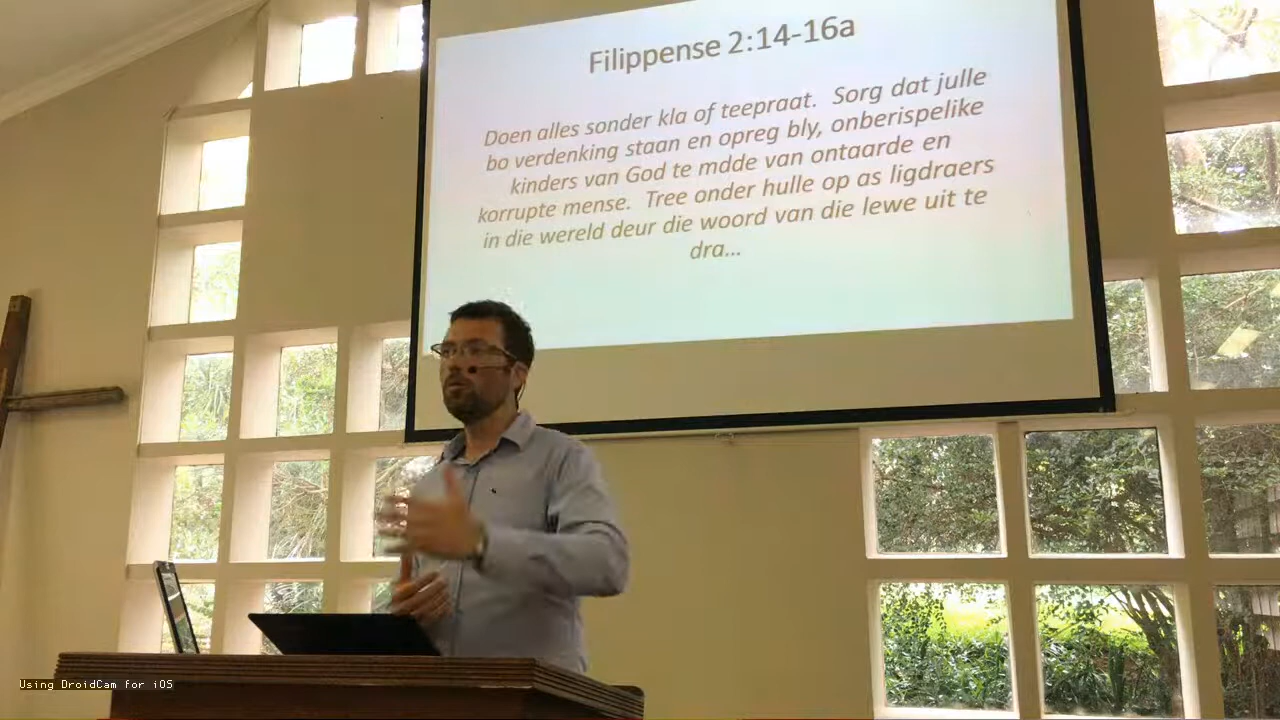 Filippense 2:14-16a
Doen alles sonder kla of teepraat. Sorg dat julle
bo verdenking staan en opreg bly, onberispelike
kinders van God te mdde van ontaarde en
korrupte mense. Tree onder hulle op as ligdraers
in die wereld deur die woord van die lewe uit te
dra...
Using DroidCam for iOS